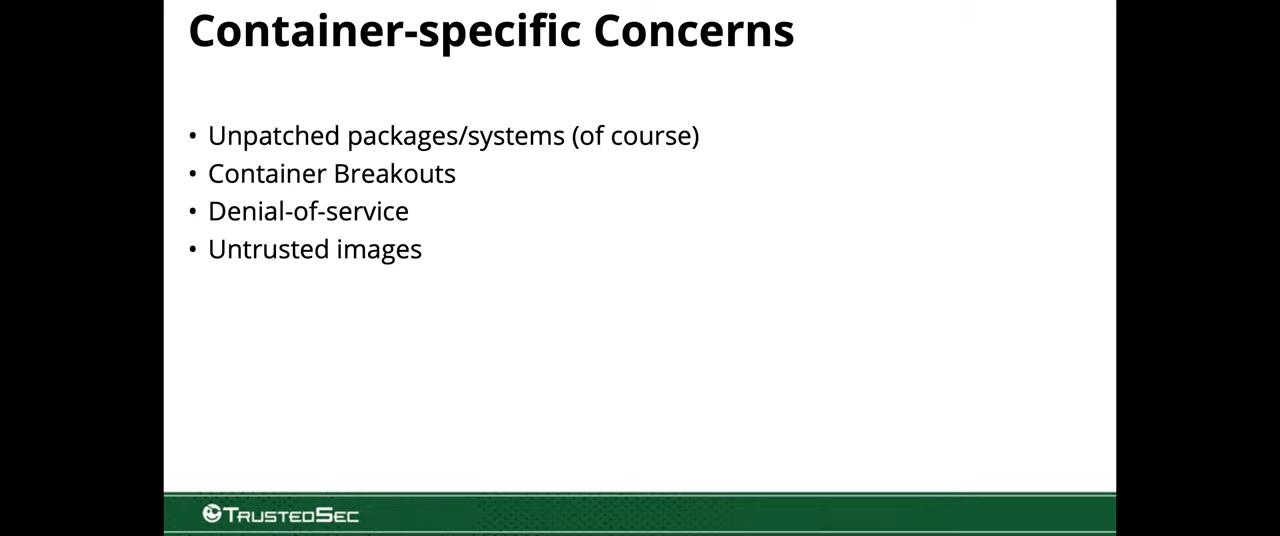 Container-specific Concerns
• Unpatched packages/systems (of course)
• Container Breakouts
• Denial-of-service
• Untrusted images
TrustedSec